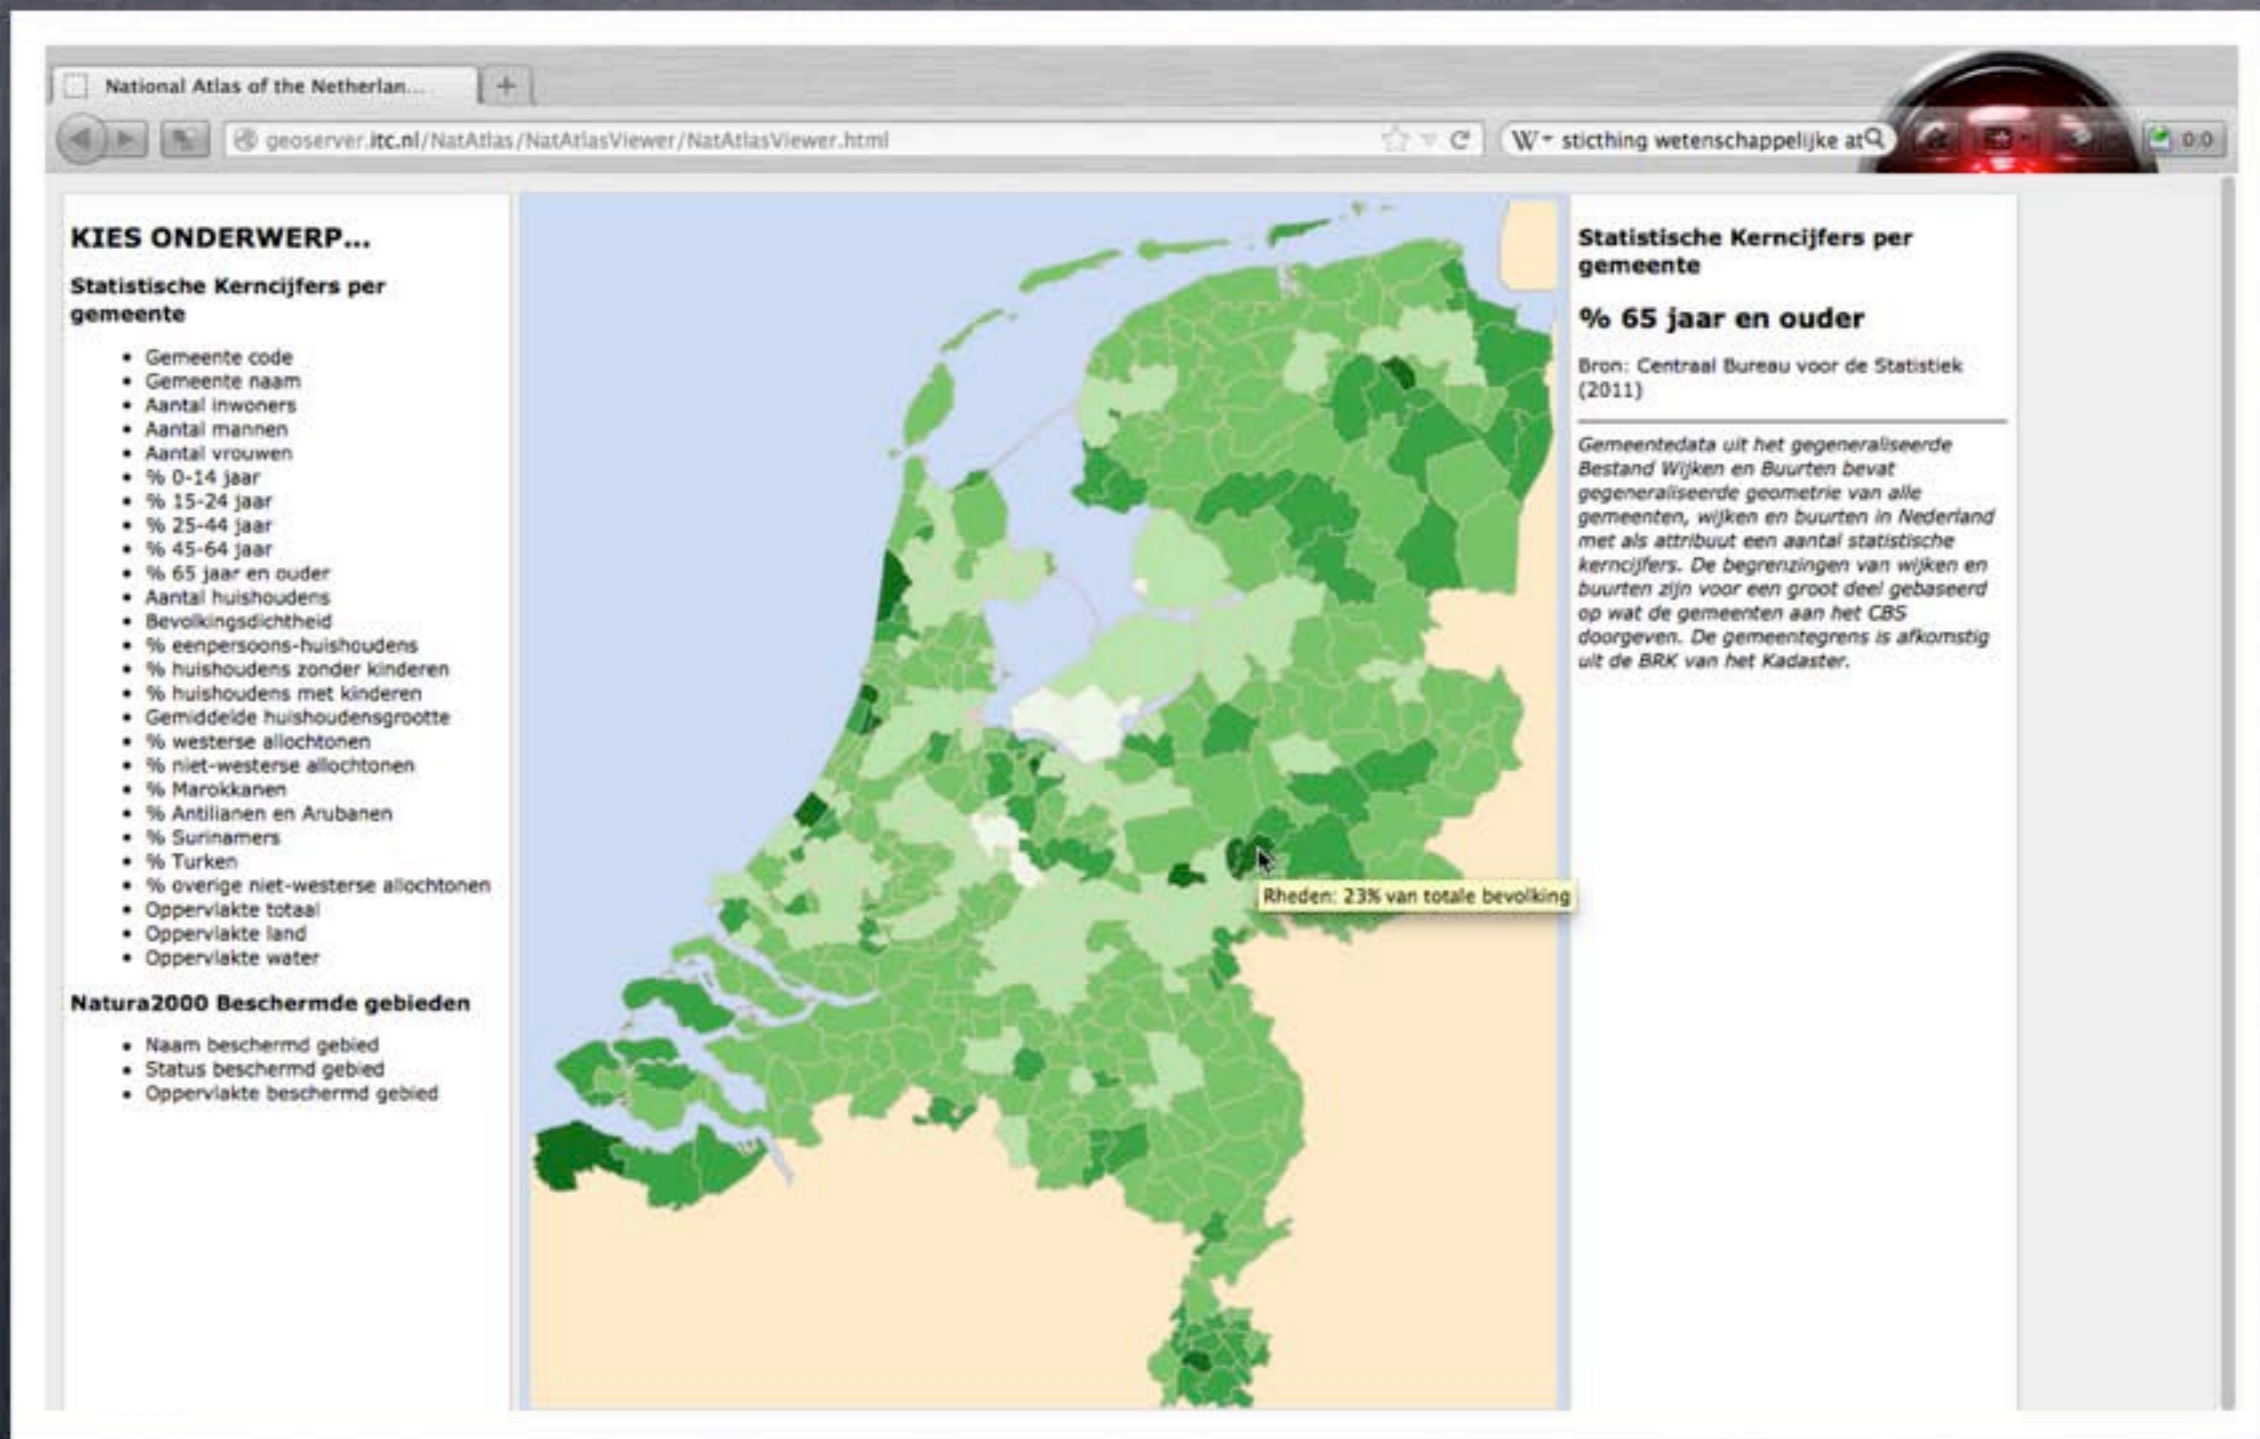 National Atlas of the Netherlan...
geoserver.itc.nl/NatAtlas/NatAtlasViewer/NatAtlasViewer.html
W sticthing wetenschappelijke at
0:0
KIES ONDERWERP...
Statistische Kerncijfers per
gemeente
• Gemeente code
• Gemeente naam
• Aantal inwoners
• Aantal mannen
• Aantal vrouwen
• % 0-14 jaar
• % 15-24 jaar
• % 25-44 jaar
• % 45-64 jaar
• % 65 jaar en ouder
• Aantal huishoudens
• Bevolkingsdichtheid
• % eenpersoons-huishoudens
• % huishoudens zonder kinderen
• % huishoudens met kinderen
• Gemiddelde huishoudensgrootte
• % westerse allochtonen
• % niet-westerse allochtonen
• % Marokkanen
• % Antilianen en Arubanen
• % Surinamers
• % Turken
• % overige niet-westerse allochtonen
• Oppervlakte totaal
• Oppervlakte land
• Oppervlakte water
Natura2000 Beschermde gebieden
• Naam beschermd gebied
• Status beschermd gebied
• Oppervlakte beschermd gebied
Rheden: 23% van totale bevolking
Statistische Kerncijfers per
gemeente
% 65 jaar en ouder
Bron: Centraal Bureau voor de Statistiek
(2011)
Gemeentedata uit het gegeneraliseerde
Bestand Wijken en Buurten bevat
gegeneraliseerde geometrie van alle
gemeenten, wijken en buurten in Nederland
met als attribuut een aantal statistische
kerncijfers. De begrenzingen van wijken en
buurten zijn voor een groot deel gebaseerd
op wat de gemeenten aan het CBS
doorgeven. De gemeentegrens is afkomstig
uit de BRK van het Kadaster.